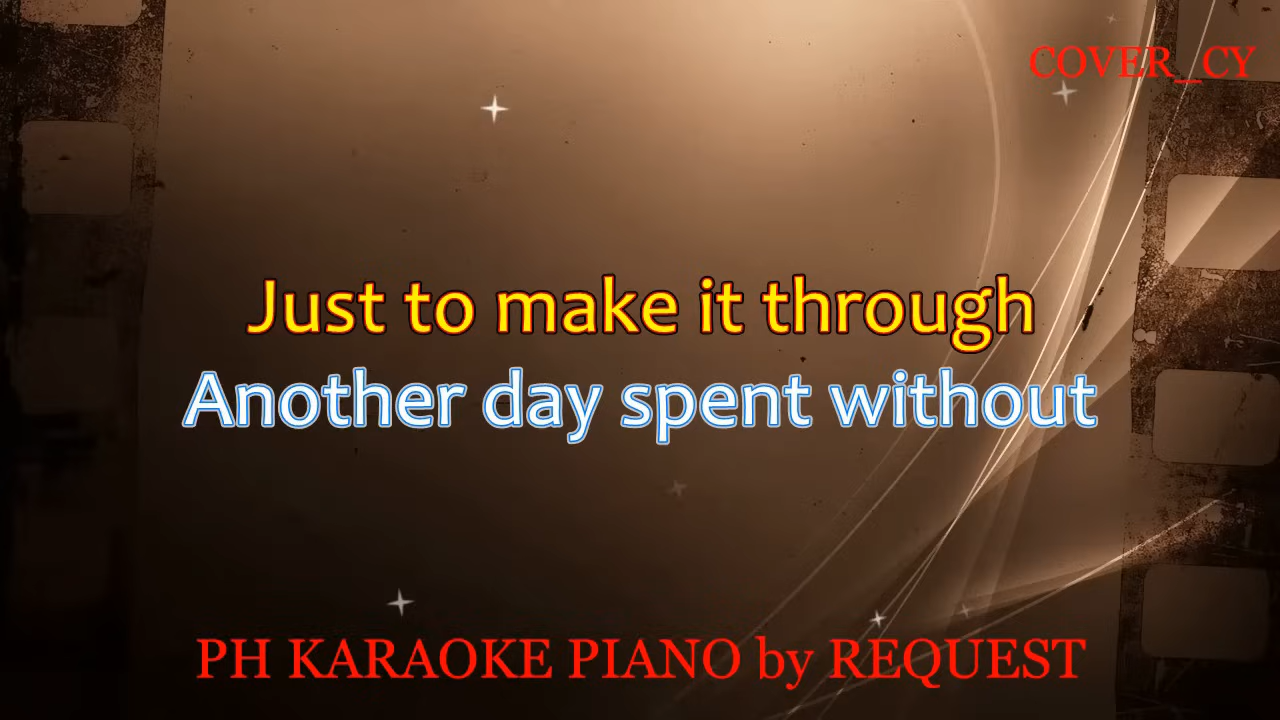 COVER_CY
Just to make it through
Another day spent without
PH KARAOKE PIANO by REQUEST